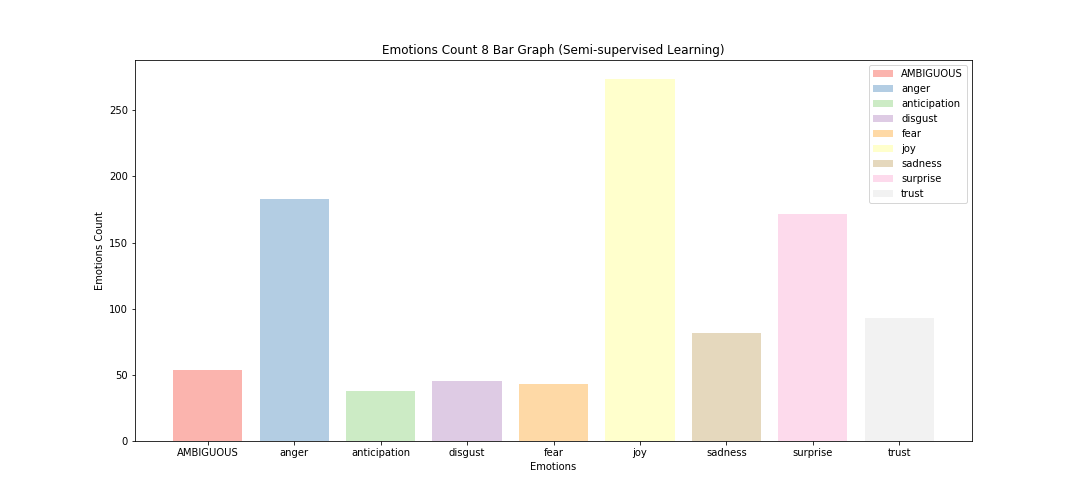 Emotions Count 8 Bar Graph (Semi-supervised Learning)
AMBIGUOUS
anger
anticipation
disgust
fear
joy
sadness
surprise
trust
Emotions Count
250
200
150
100
50
0
AMBIGUOUS anger anticipation disgust fear joy sadness surprise trust
Emotions